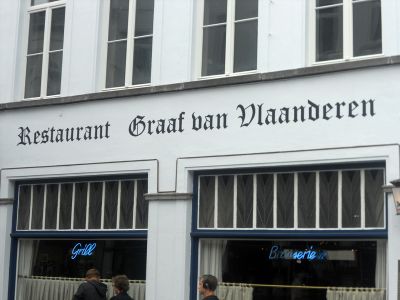 Restaurant Graaf van Vlaanderen
Grill Brasserie